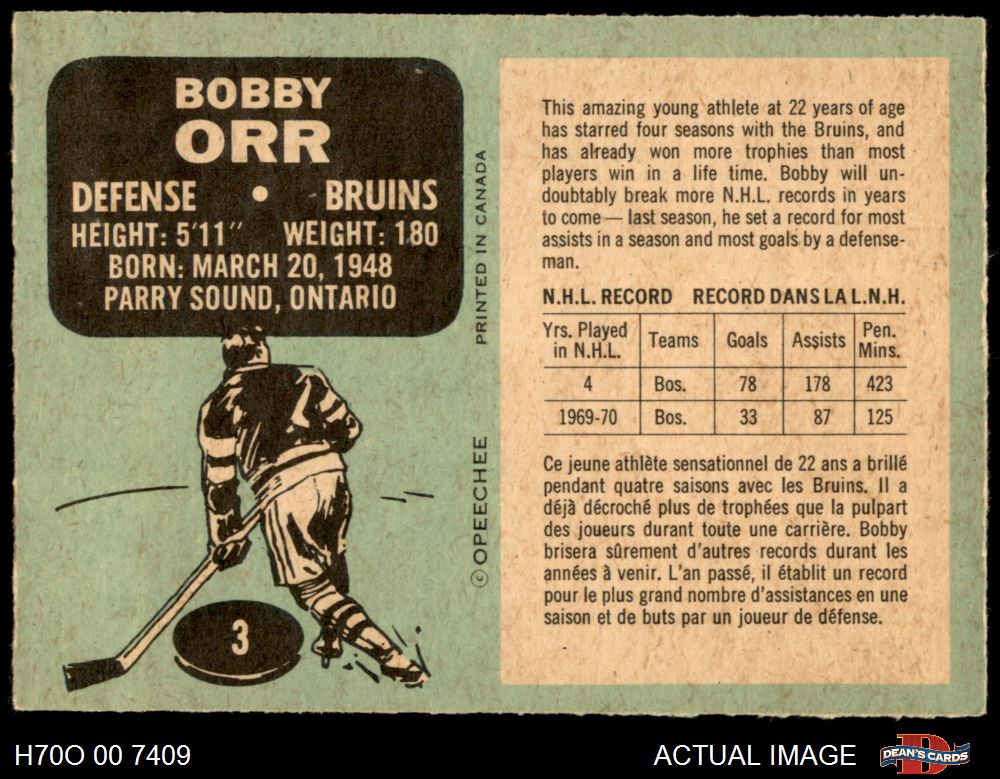 BOBBY
ORR
DEFENSE • BRUINS
HEIGHT: 5'11" WEIGHT: 180
BORN: MARCH 20, 1948
PARRY SOUND, ONTARIO
3
©OPEECHEE PRINTED IN CANADA
This amazing young athlete at 22 years of age
has starred four seasons with the Bruins, and
has already won more trophies than most
players win in a life time. Bobby will un-
doubtably break more N.H.L. records in years
to come — last season, he set a record for most
assists in a season and most goals by a defense-
man.
N.H.L. RECORD RECORD DANS LA L.N.H.
Yrs. Played in N.H.L. Teams Goals Assists Pen. Mins.
4 Bos. 78 178 423
1969-70 Bos. 33 87 125
Ce jeune athlète sensationnel de 22 ans a brillé
pendant quatre saisons avec les Bruins. Il a
déjà décroché plus de trophées que la pulpart
des joueurs durant toute une carrière. Bobby
brisera sûrement d'autres records durant les
années à venir. L'an passé, il établit un record
pour le plus grand nombre d'assistances en une
saison et de buts par un joueur de défense.
H70O 00 7409
ACTUAL IMAGE
DEAN'S CARDS